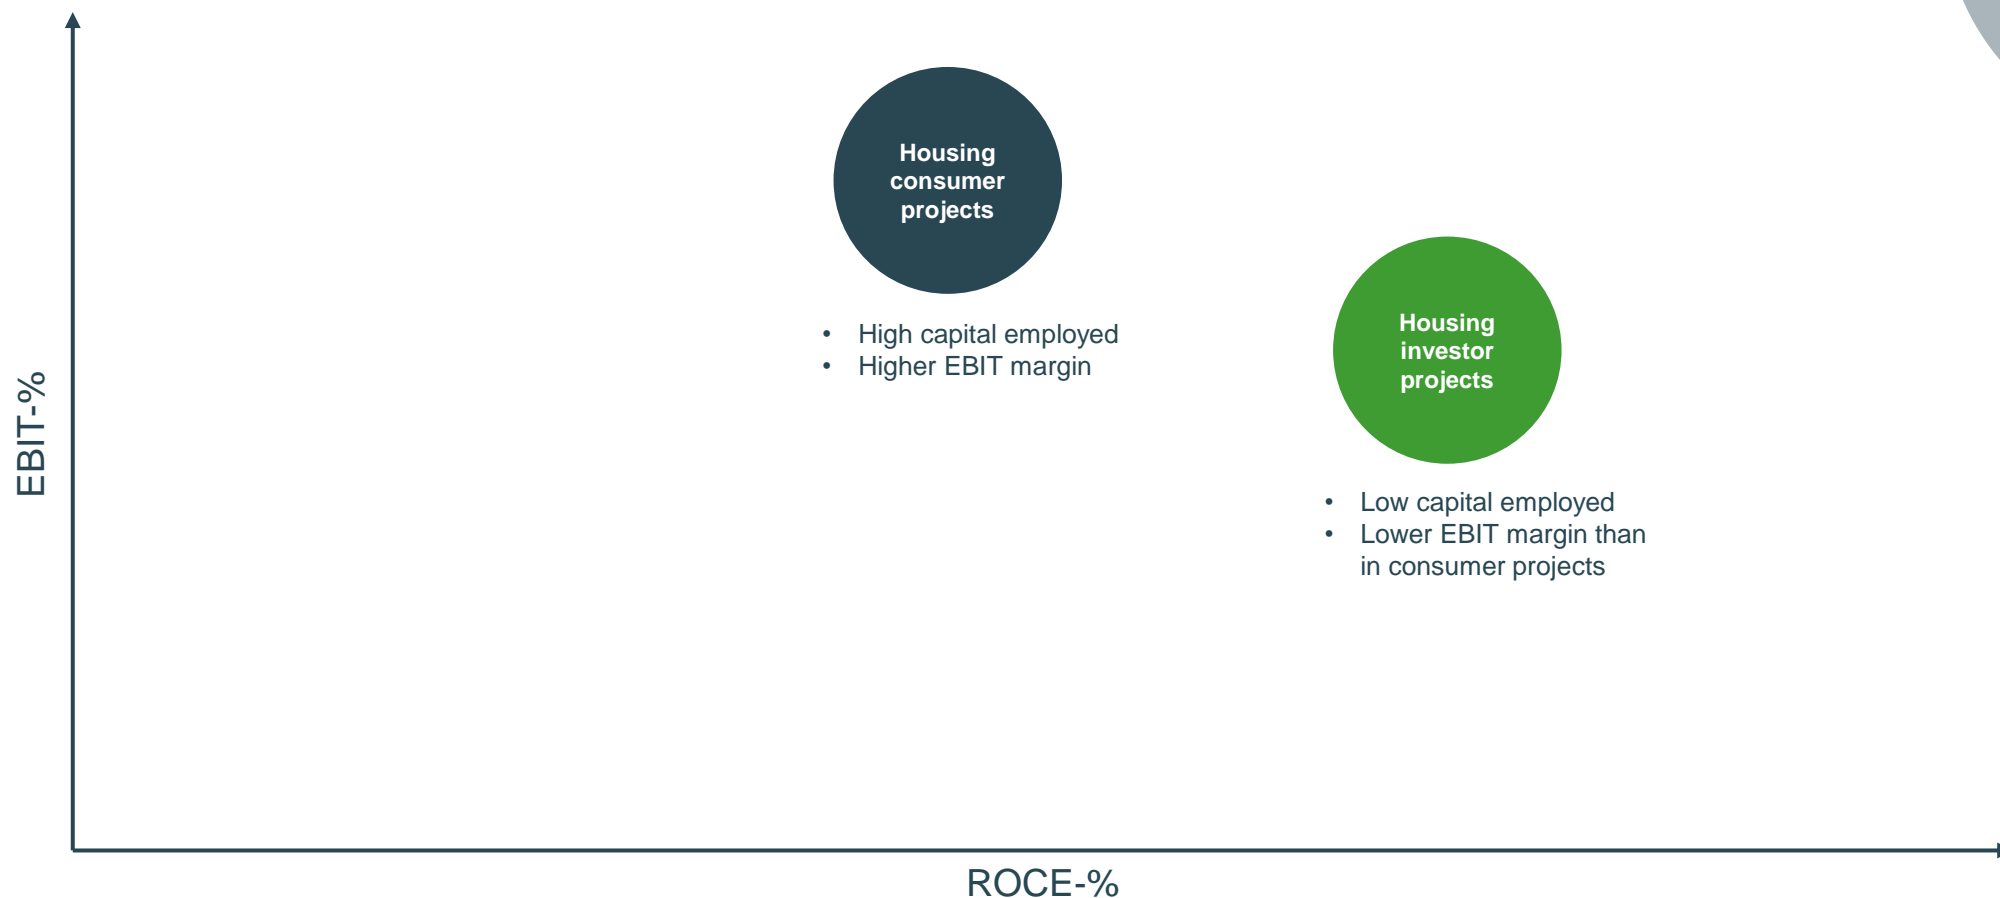 Housing
consumer
projects
• High capital employed
• Higher EBIT margin
Housing
investor
projects
• Low capital employed
• Lower EBIT margin than
in consumer projects
EBIT-%
ROCE-%